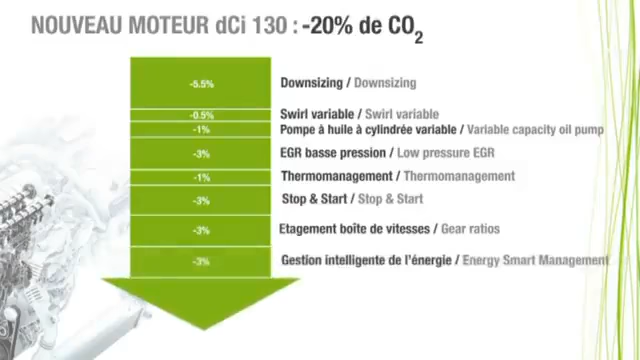 NOUVEAU MOTEUR dCi 130 : -20% de CO2
-5.5% Downsizing / Downsizing
-0.5% Swirl variable / Swirl variable
-1% Pompe à huile à cylindrée variable / Variable capacity oil pump
-3% EGR basse pression / Low pressure EGR
-1% Thermomanagement / Thermomanagement
-3% Stop & Start / Stop & Start
-3% Etagement boîte de vitesses / Gear ratios
-3% Gestion intelligente de l'énergie / Energy Smart Management